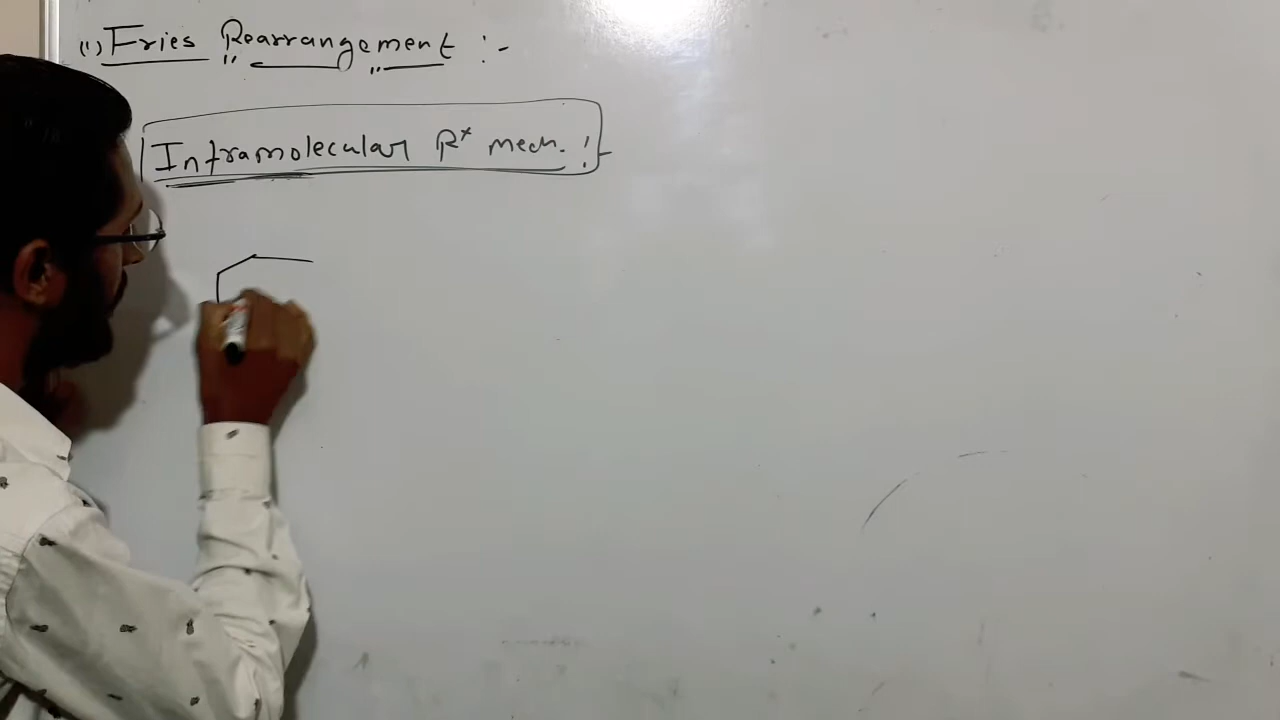 (1) Fries Rearrangement :-
Intramolecular Rx mech. :-